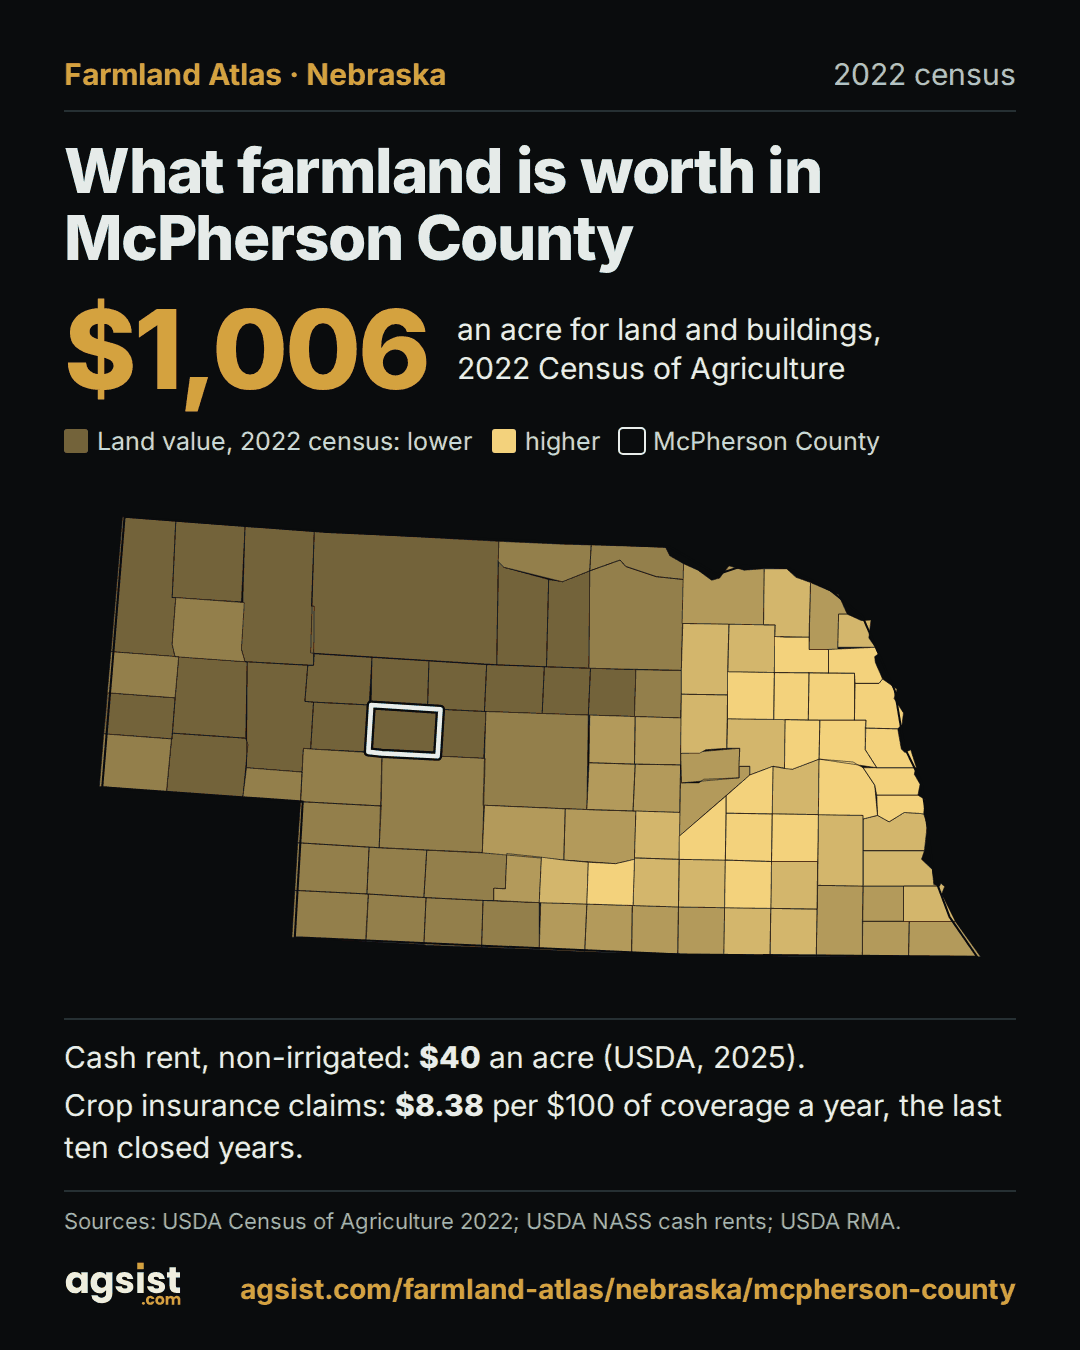 Farmland Atlas · Nebraska
2022 census
What farmland is worth in
McPherson County
$1,006
an acre for land and buildings,
2022 Census of Agriculture
Land value, 2022 census: lower
higher
McPherson County
Cash rent, non-irrigated: $40 an acre (USDA, 2025).
Crop insurance claims: $8.38 per $100 of coverage a year, the last
ten closed years.
Sources: USDA Census of Agriculture 2022; USDA NASS cash rents; USDA RMA.
agsist
.com
agsist.com/farmland-atlas/nebraska/mcpherson-county